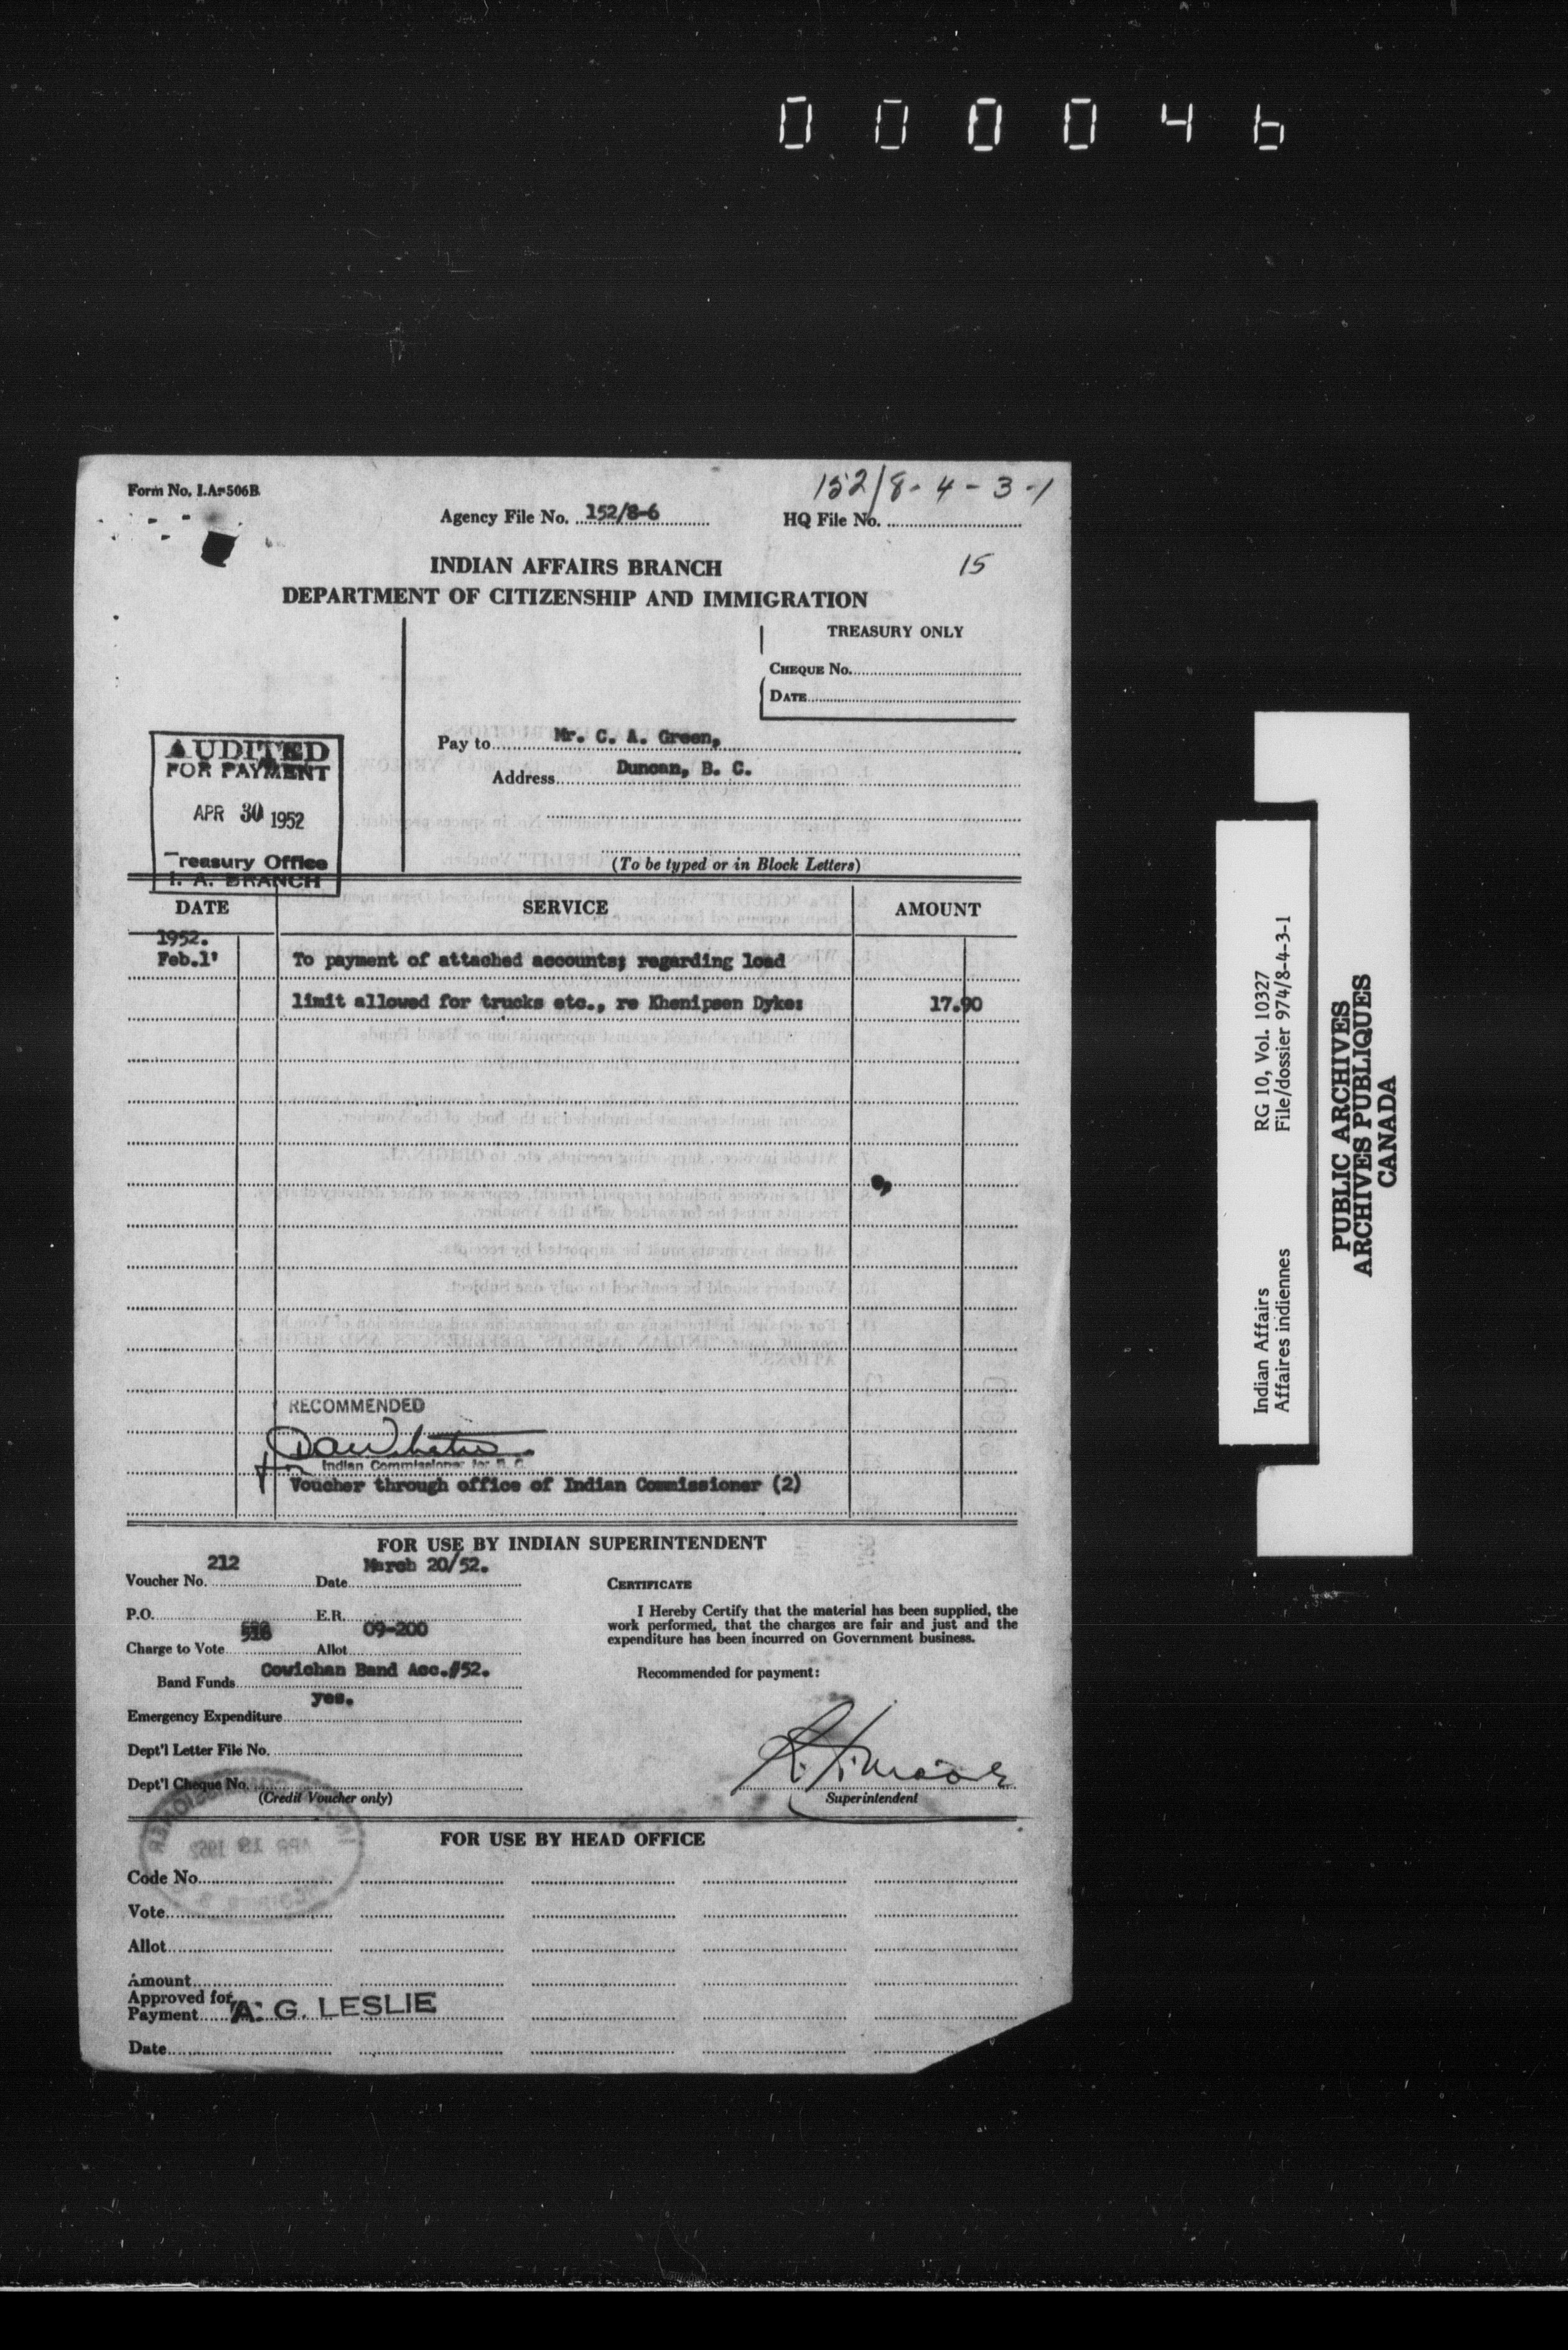 000046
Form No. I.A. 506B
152/8-4-3-1
Agency File No. 152/8-6
HQ File No.
15
INDIAN AFFAIRS BRANCH
DEPARTMENT OF CITIZENSHIP AND IMMIGRATION
TREASURY ONLY
CHEQUE No.
DATE
AUDITED
FOR PAYMENT
APR 30 1952
Treasury Office
I. A. BRANCH
Pay to Mr. C. A. Green,
Address Duncan, B. C.
(To be typed or in Block Letters)
DATE SERVICE AMOUNT
1952.
Feb.1' To payment of attached accounts; regarding load
limit allowed for trucks etc., re Khenipsen Dyke: 17.90
RECOMMENDED
for Indian Commissioner for B. C.
Voucher through office of Indian Commissioner (2)
FOR USE BY INDIAN SUPERINTENDENT
Voucher No. 212 Date March 20/52.
P.O. E.R.
Charge to Vote 516 Allot 09-200
Band Funds Cowichan Band Acc.#52.
Emergency Expenditure yes.
Dept'l Letter File No.
Dept'l Cheque No.
(Credit Voucher only)
CERTIFICATE
I Hereby Certify that the material has been supplied, the
work performed, that the charges are fair and just and the
expenditure has been incurred on Government business.
Recommended for payment:
Superintendent
FOR USE BY HEAD OFFICE
Code No.
Vote
Allot
Amount
Approved for
Payment A. G. LESLIE
Date
Indian Affairs RG 10, Vol. 10327
Affaires indiennes File/dossier 974/8-4-3-1
PUBLIC ARCHIVES
ARCHIVES PUBLIQUES
CANADA